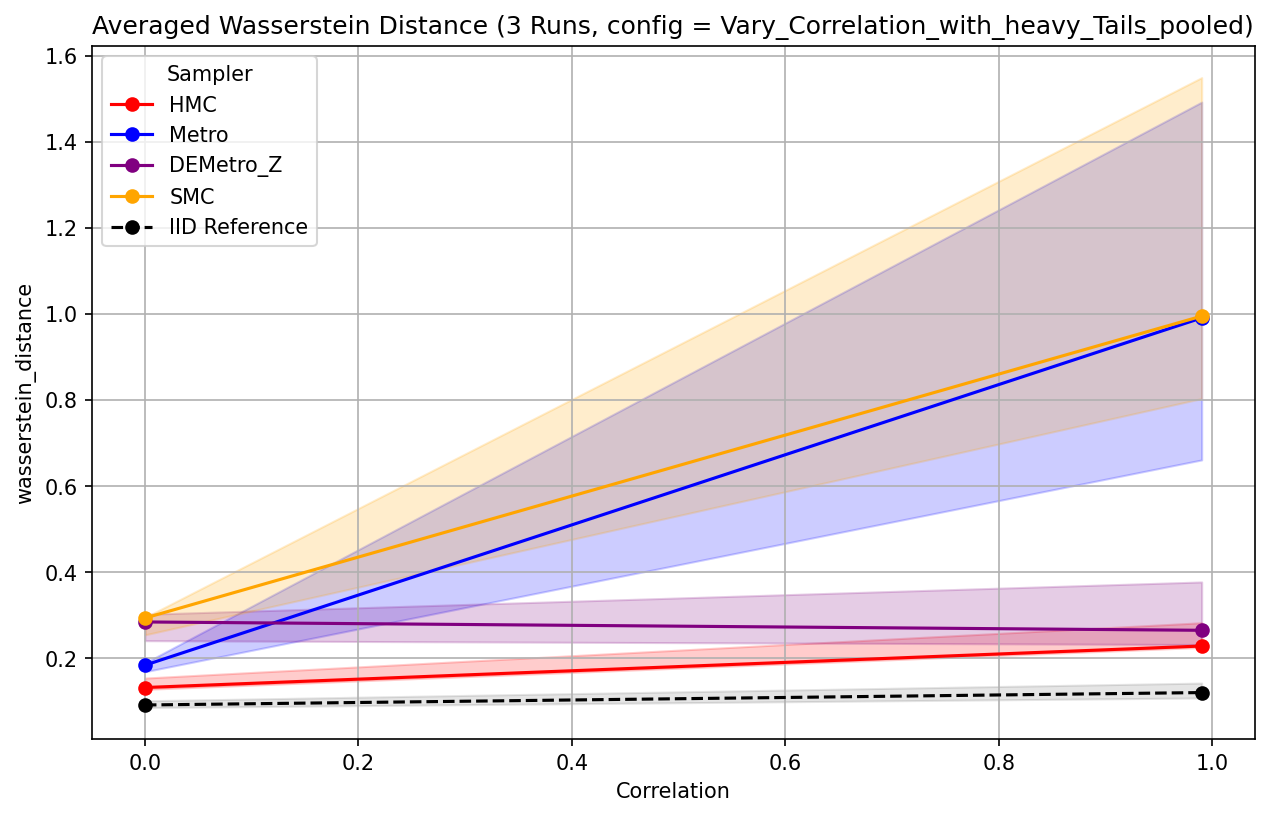 Averaged Wasserstein Distance (3 Runs, config = Vary_Correlation_with_heavy_Tails_pooled)
wasserstein_distance
1.6
1.4
1.2
1.0
0.8
0.6
0.4
0.2
Sampler
HMC
Metro
DEMetro_Z
SMC
IID Reference
0.0 0.2 0.4 0.6 0.8 1.0
Correlation